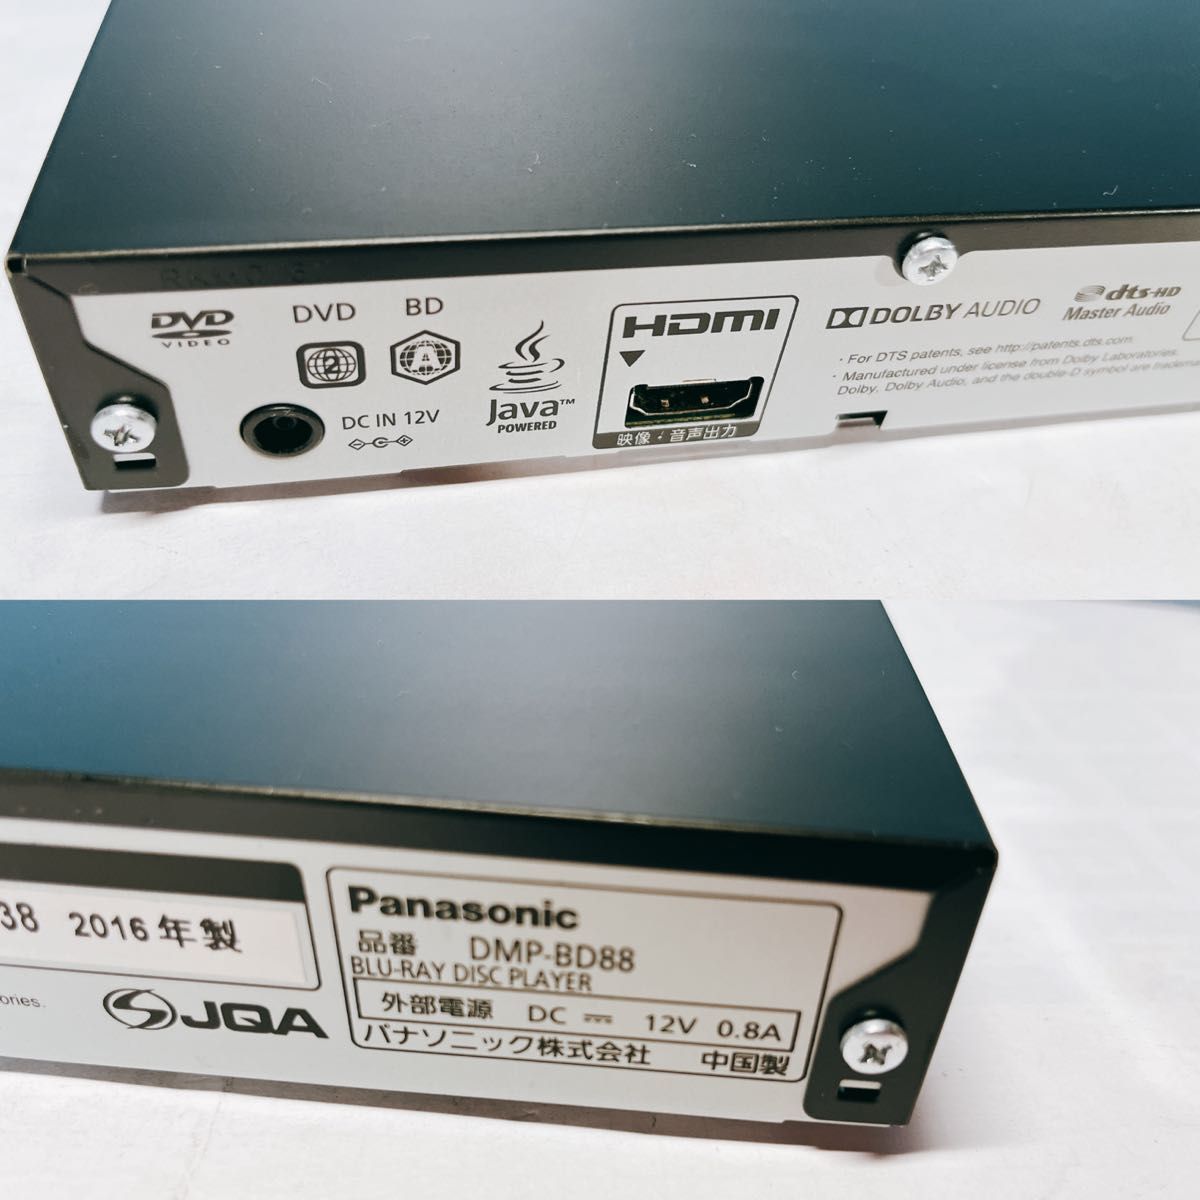 DVD
VIDEO
DVD
2
BD
A
DC IN 12V
Java™
POWERED
HDMI
映像・音声出力
DOLBY AUDIO
dts-HD
Master Audio
・For DTS patents, see http://patents.dts.com.
・Manufactured under license from Dolby Laboratories.
Dolby, Dolby Audio, and the double-D symbol are tradem
38 2016年製
ories.
JQA
Panasonic
品番 DMP-BD88
BLU-RAY DISC PLAYER
外部電源 DC 12V 0.8A
パナソニック株式会社 中国製